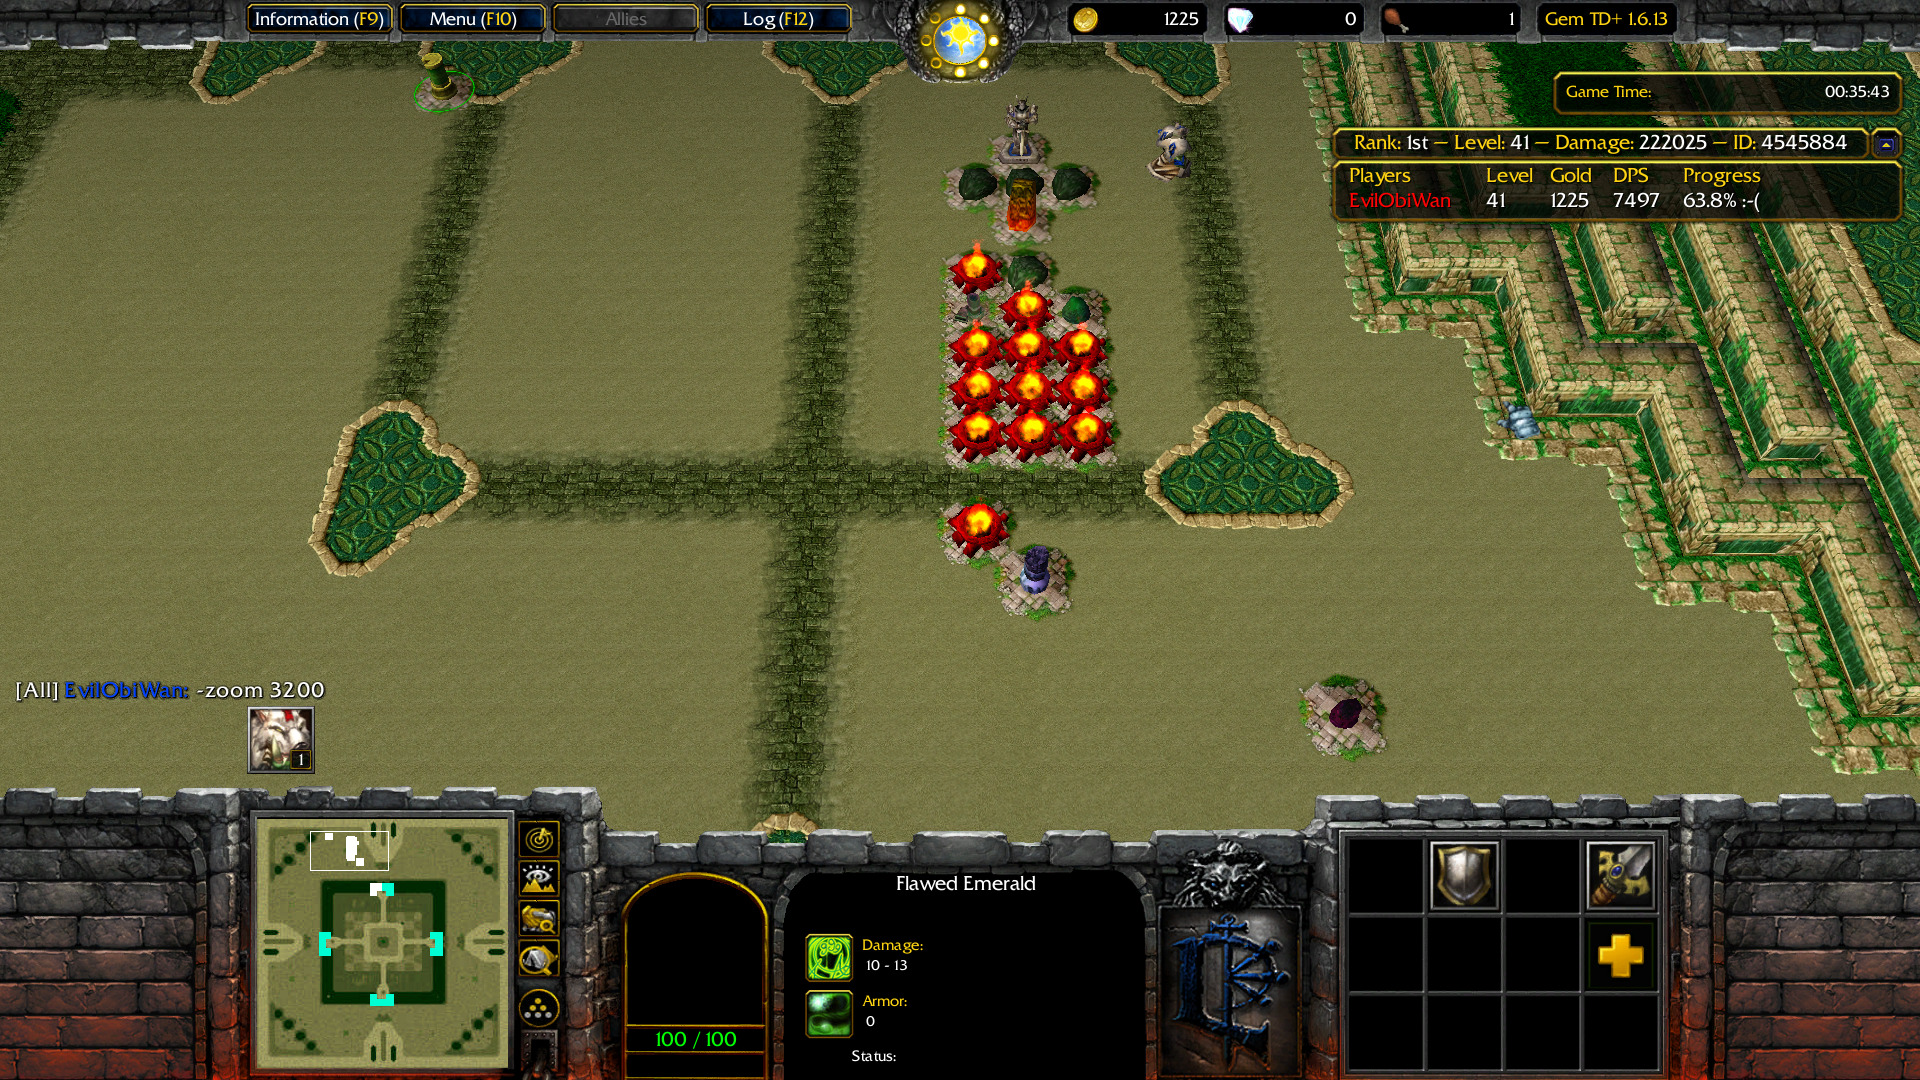 Information (F9) Menu (F10) Allies Log (F12) 1225 0 1 Gem TD+ 1.6.13
Game Time: 00:35:43
Rank: 1st – Level: 41 – Damage: 222025 – ID: 4545884
Players Level Gold DPS Progress
EvilObiWan 41 1225 7497 63.8% :-(
[All] EvilObiWan: -zoom 3200
1
Flawed Emerald
Damage:
10 - 13
Armor:
0
100 / 100
Status: